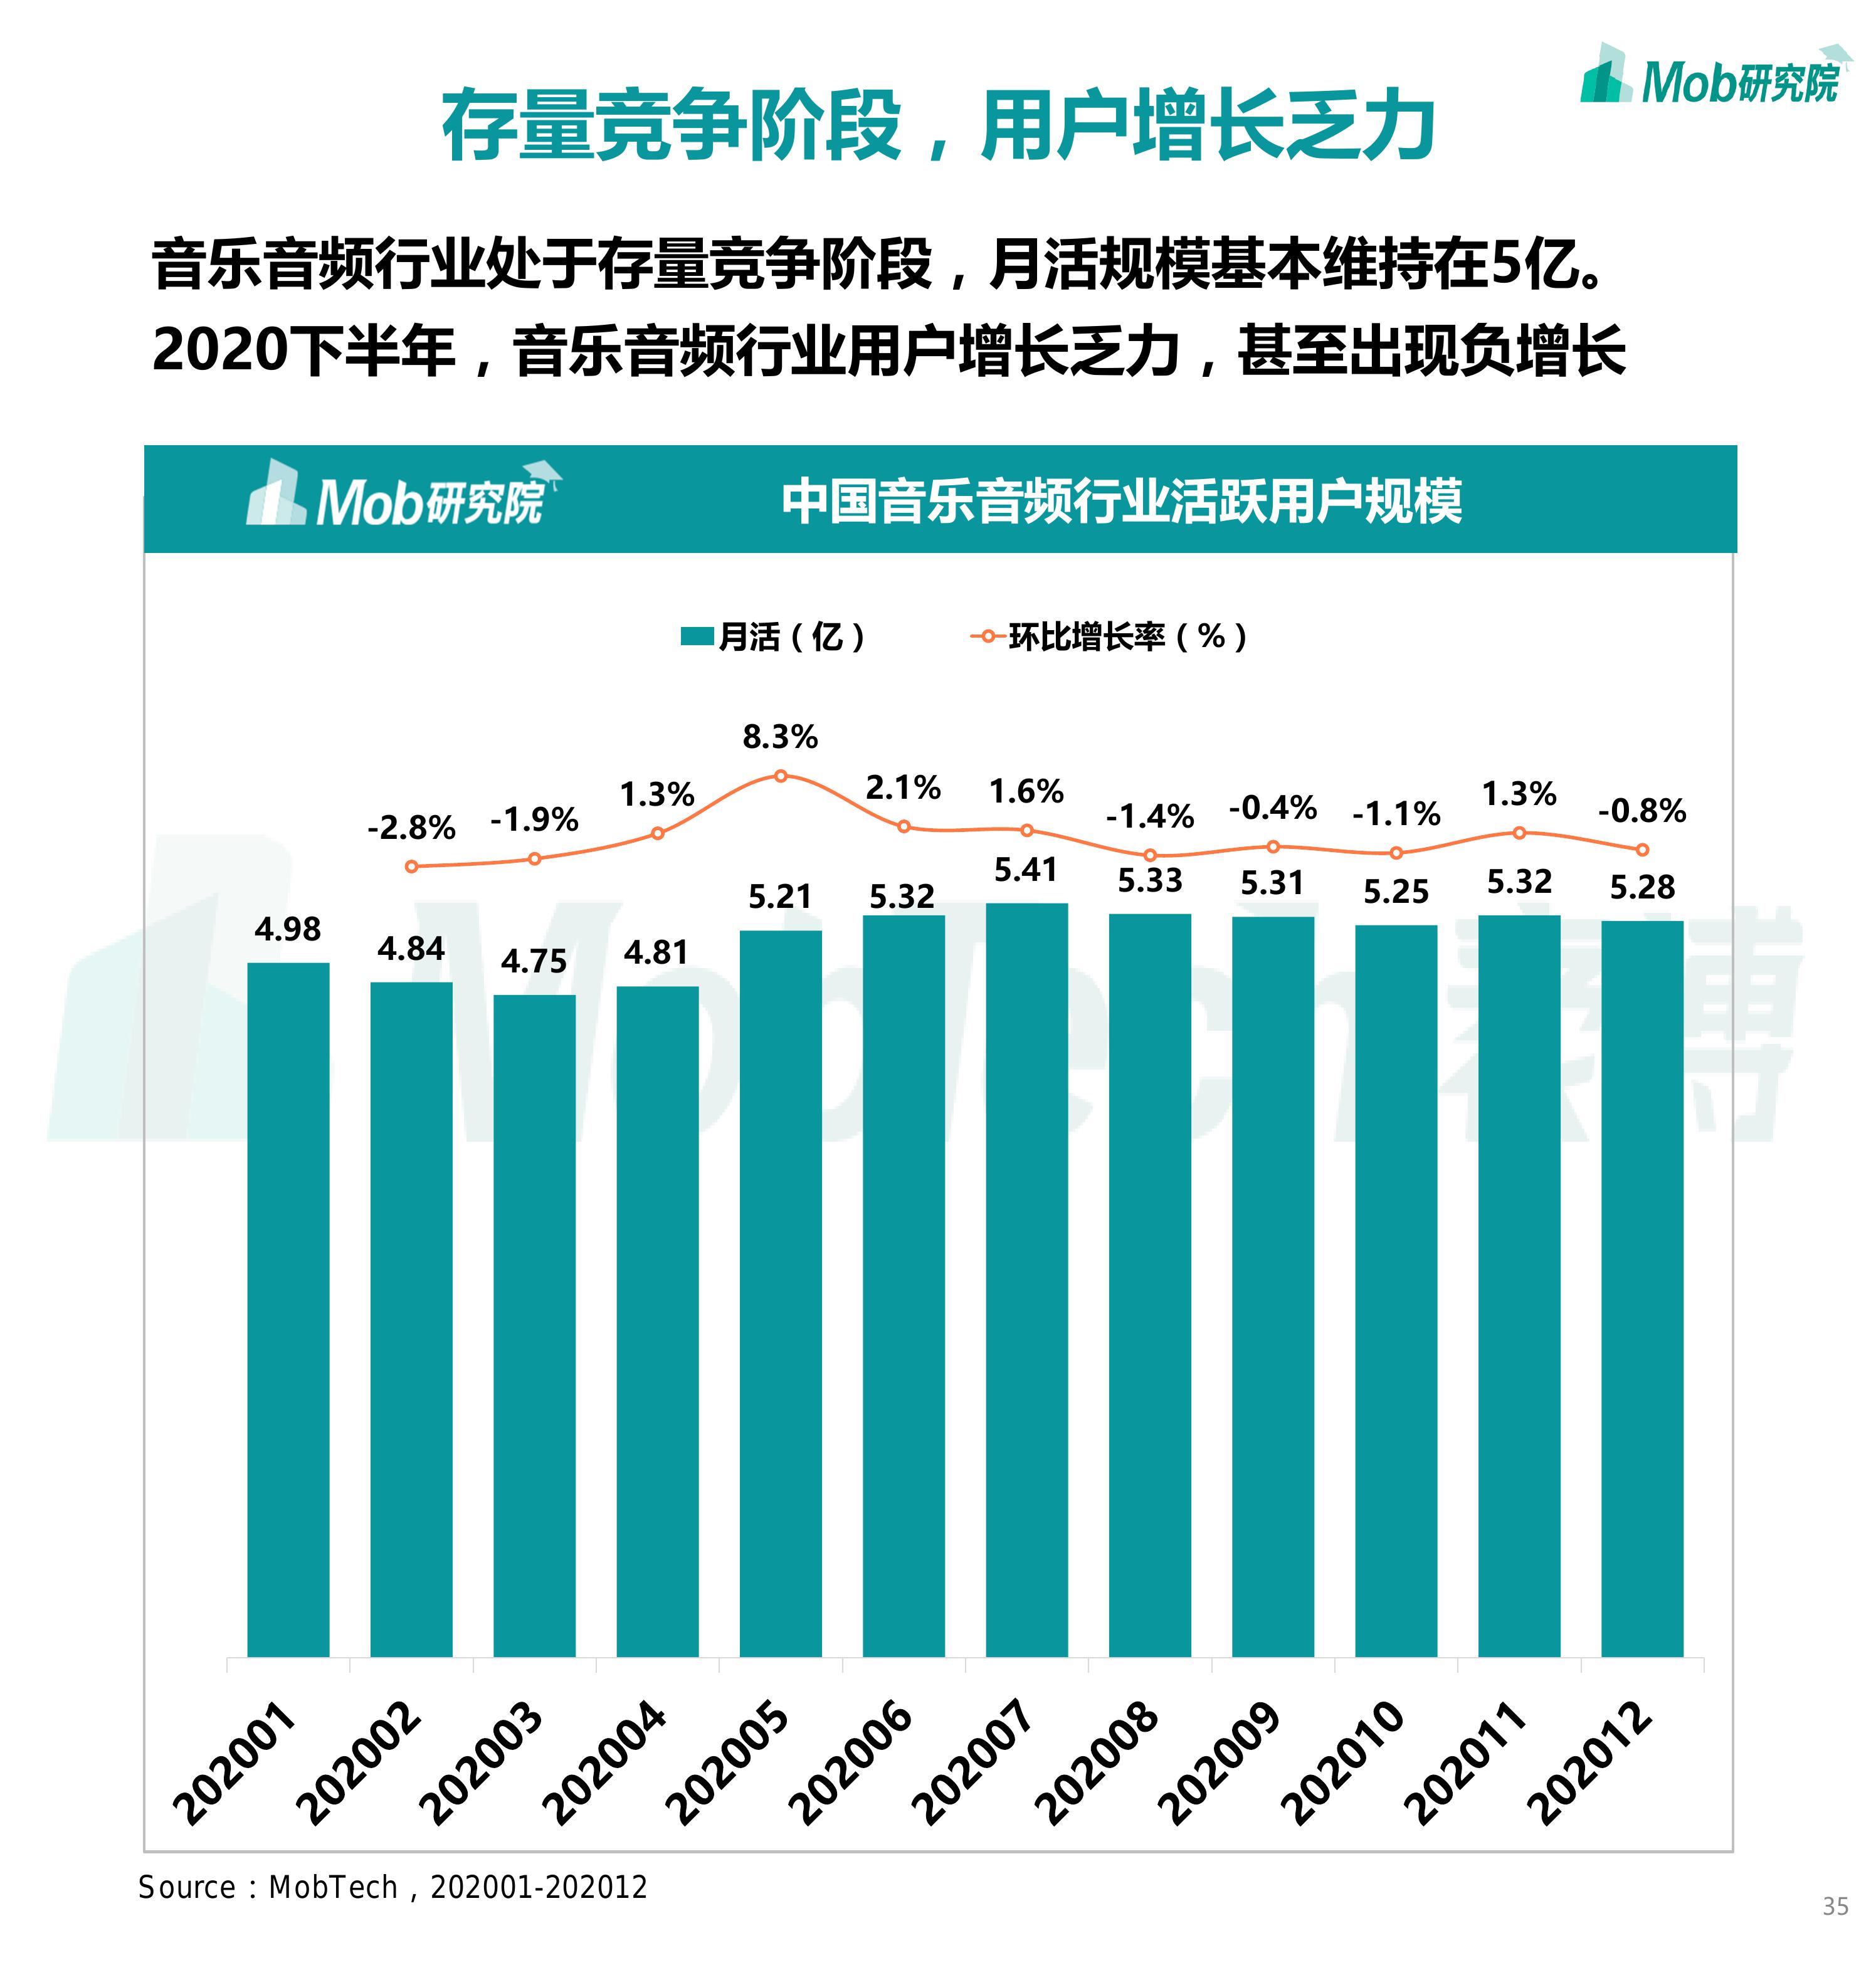 Mob研究院
存量竞争阶段，用户增长乏力
音乐音频行业处于存量竞争阶段，月活规模基本维持在5亿。
2020下半年，音乐音频行业用户增长乏力，甚至出现负增长
Mob研究院
中国音乐音频行业活跃用户规模
月活（亿） 环比增长率（%）
-2.8% -1.9% 1.3% 8.3% 2.1% 1.6% -1.4% -0.4% -1.1% 1.3% -0.8%
4.98 4.84 4.75 4.81 5.21 5.32 5.41 5.33 5.31 5.25 5.32 5.28
MobTech 袤博
202001 202002 202003 202004 202005 202006 202007 202008 202009 202010 202011 202012
Source：MobTech，202001-202012
35